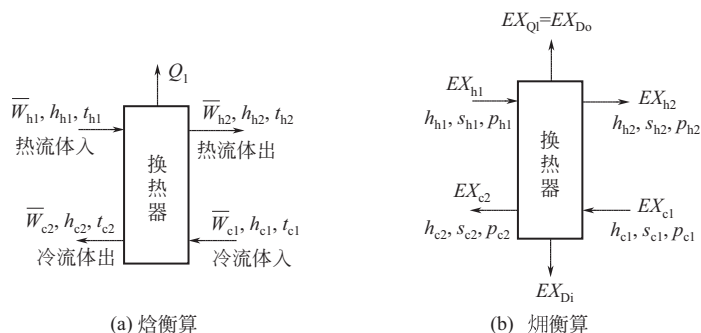 Q₁
W̅h1, hh1, th1
热流体入
W̅h2, hh2, th2
热流体出
换热器
W̅c2, hc2, tc2
冷流体出
W̅c1, hc1, tc1
冷流体入
(a) 焓衡算
EXQl=EXDo
EXh1
hh1, sh1, ph1
EXh2
hh2, sh2, ph2
换热器
EXc2
hc2, sc2, pc2
EXc1
hc1, sc1, pc1
EXDi
(b) 㶲衡算